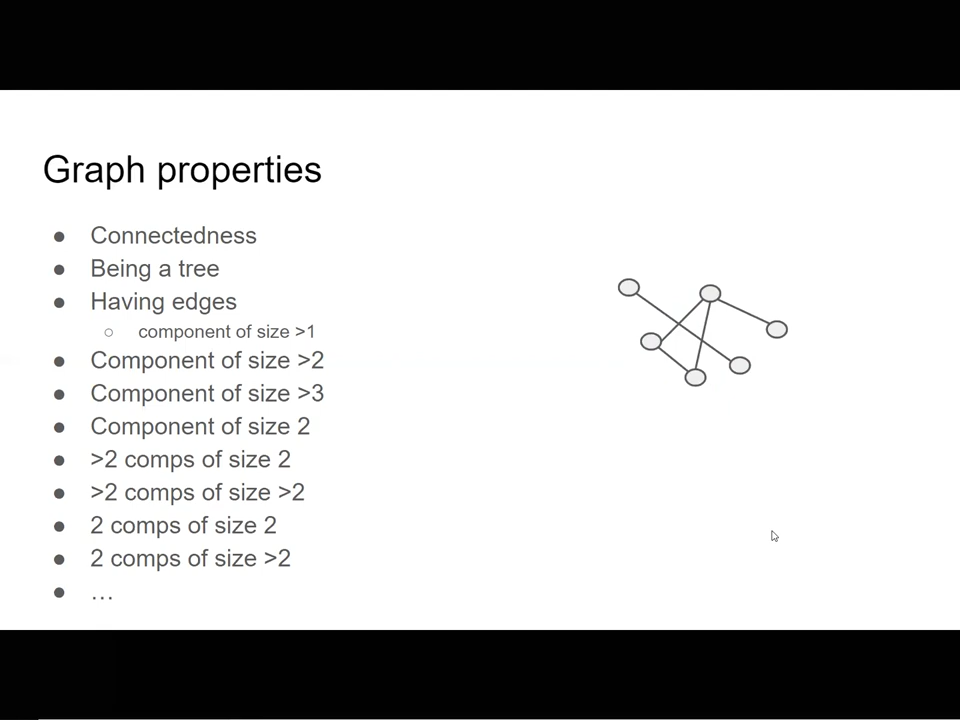 Graph properties
● Connectedness
● Being a tree
● Having edges
○ component of size >1
● Component of size >2
● Component of size >3
● Component of size 2
● >2 comps of size 2
● >2 comps of size >2
● 2 comps of size 2
● 2 comps of size >2
● …